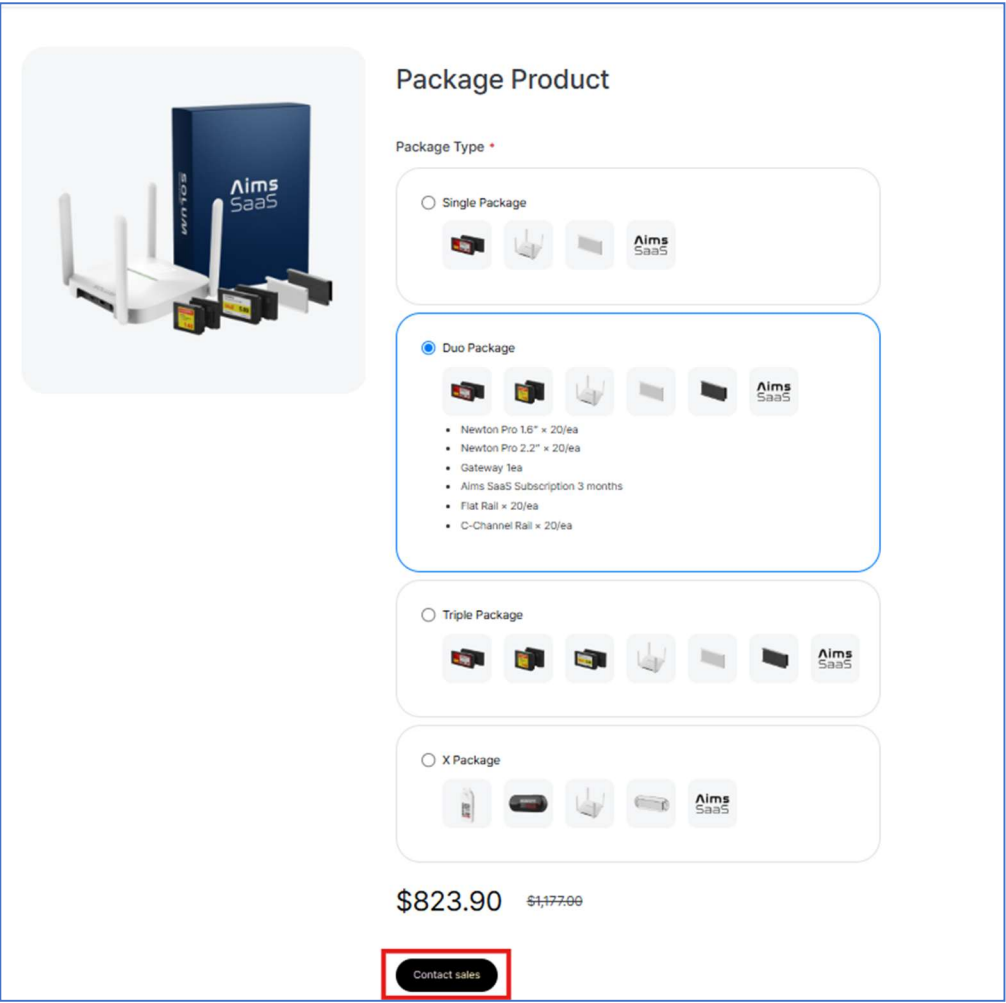 Package Product
Package Type *
SOLUM
Aims
SaaS
Single Package
Aims
SaaS
Duo Package
Aims
SaaS
Newton Pro 1.6" × 20/ea
Newton Pro 2.2" × 20/ea
Gateway 1ea
Aims SaaS Subscription 3 months
Flat Rail × 20/ea
C-Channel Rail × 20/ea
Triple Package
Aims
SaaS
X Package
Aims
SaaS
$823.90 $1,177.00
Contact sales